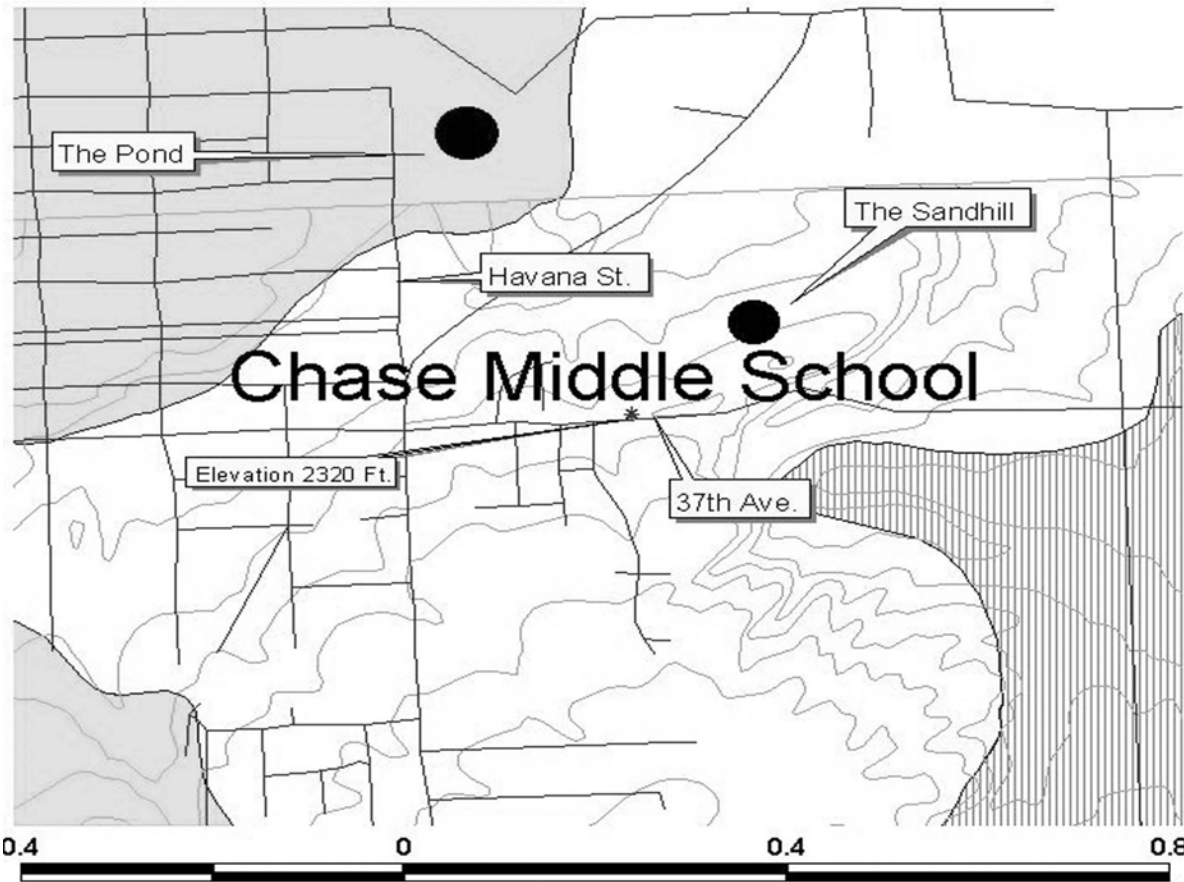 The Pond
The Sandhill
Havana St.
Chase Middle School
Elevation 2320 Ft.
37th Ave.
0.4 0 0.4 0.8